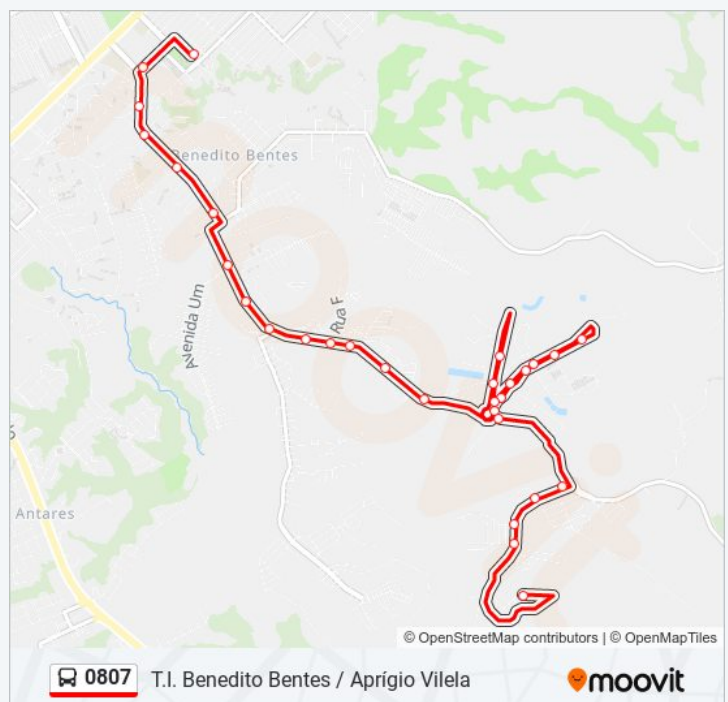 Benedito Bentes
Avenida Um
Rua F
Antares
© OpenStreetMap contributors | © OpenMapTiles
0807 T.I. Benedito Bentes / Aprígio Vilela
moovit